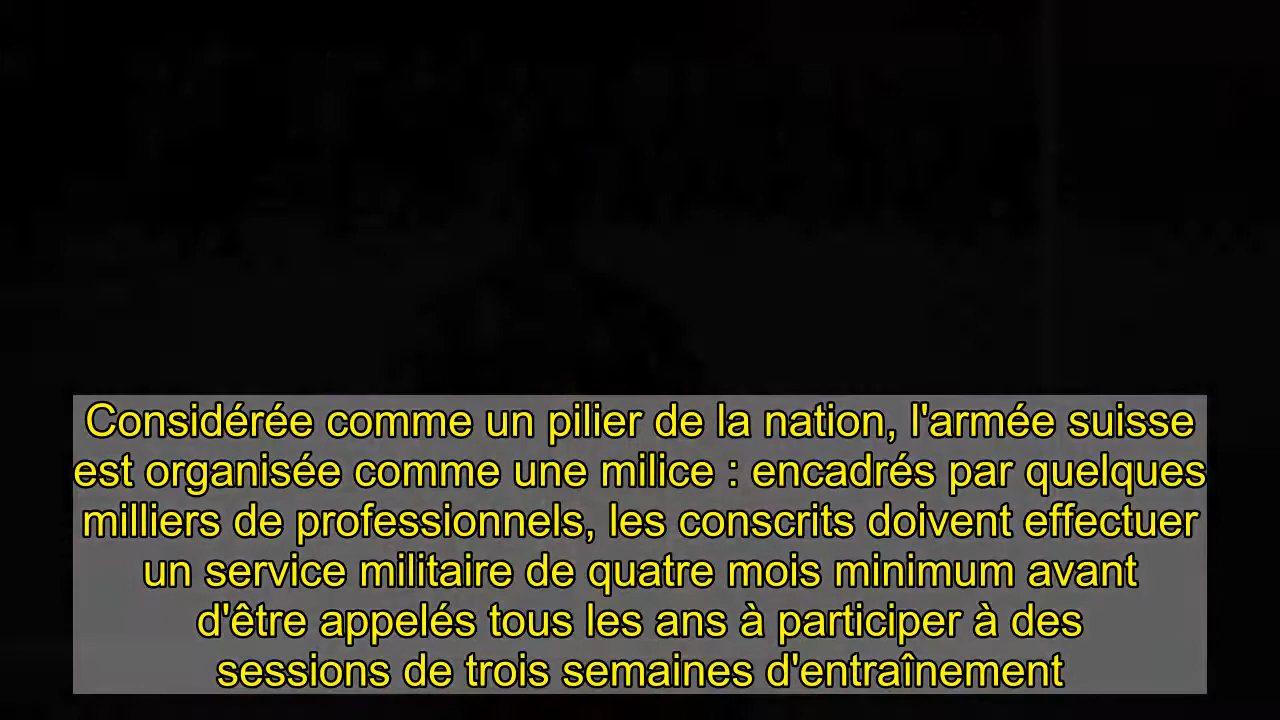 Considérée comme un pilier de la nation, l'armée suisse
est organisée comme une milice : encadrés par quelques
milliers de professionnels, les conscrits doivent effectuer
un service militaire de quatre mois minimum avant
d'être appelés tous les ans à participer à des
sessions de trois semaines d'entraînement